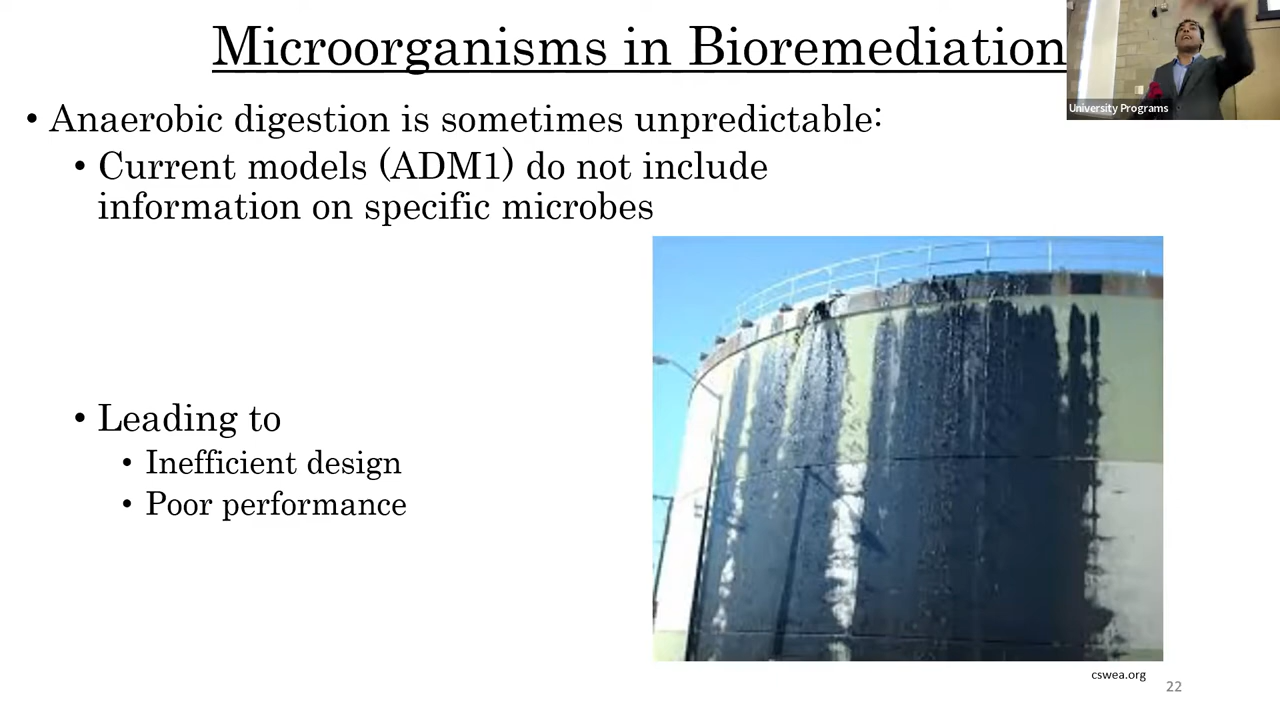 Microorganisms in Bioremediation
University Programs
• Anaerobic digestion is sometimes unpredictable:
• Current models (ADM1) do not include
information on specific microbes
• Leading to
• Inefficient design
• Poor performance
cswea.org
22